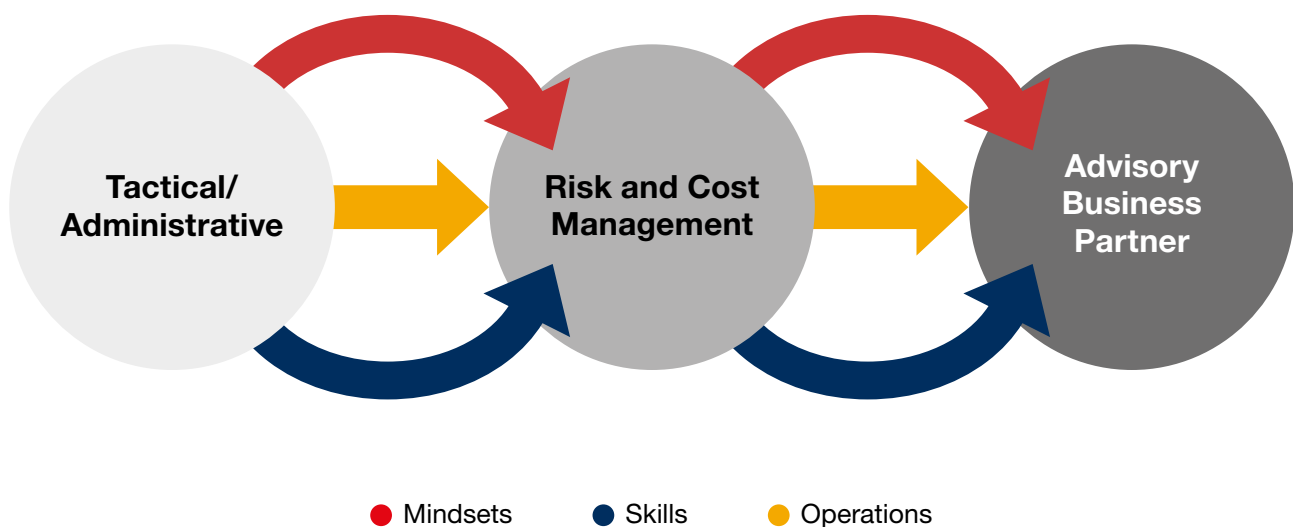 Tactical/
Administrative
Risk and Cost
Management
Advisory
Business
Partner
Mindsets
Skills
Operations